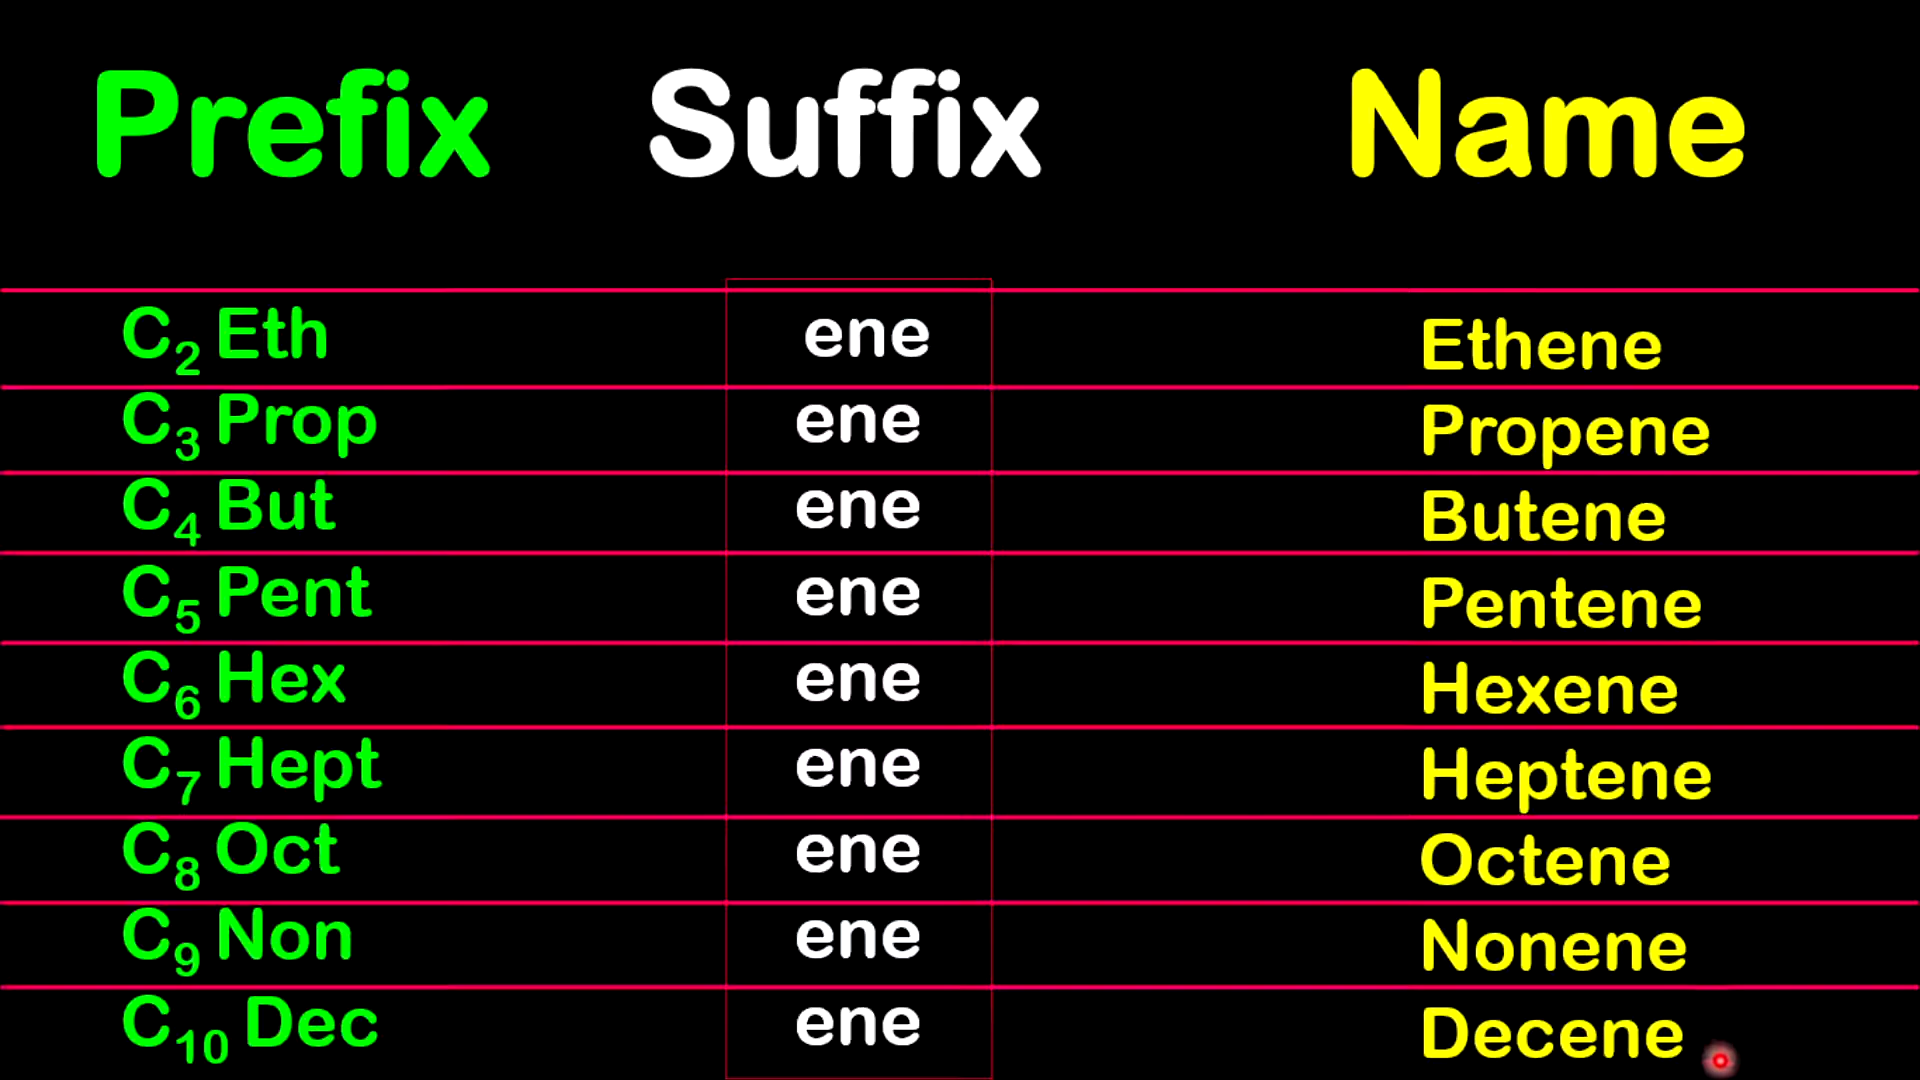 Prefix Suffix Name
C₂ Eth ene Ethene
C₃ Prop ene Propene
C₄ But ene Butene
C₅ Pent ene Pentene
C₆ Hex ene Hexene
C₇ Hept ene Heptene
C₈ Oct ene Octene
C₉ Non ene Nonene
C₁₀ Dec ene Decene